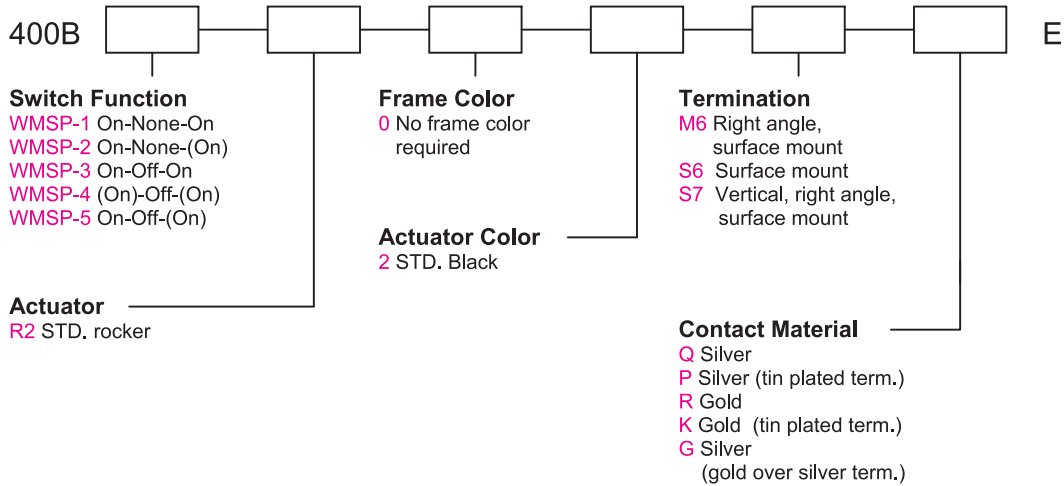 400B E
Switch Function
WMSP-1 On-None-On
WMSP-2 On-None-(On)
WMSP-3 On-Off-On
WMSP-4 (On)-Off-(On)
WMSP-5 On-Off-(On)
Actuator
R2 STD. rocker
Frame Color
0 No frame color
required
Actuator Color
2 STD. Black
Termination
M6 Right angle,
surface mount
S6 Surface mount
S7 Vertical, right angle,
surface mount
Contact Material
Q Silver
P Silver (tin plated term.)
R Gold
K Gold (tin plated term.)
G Silver
(gold over silver term.)